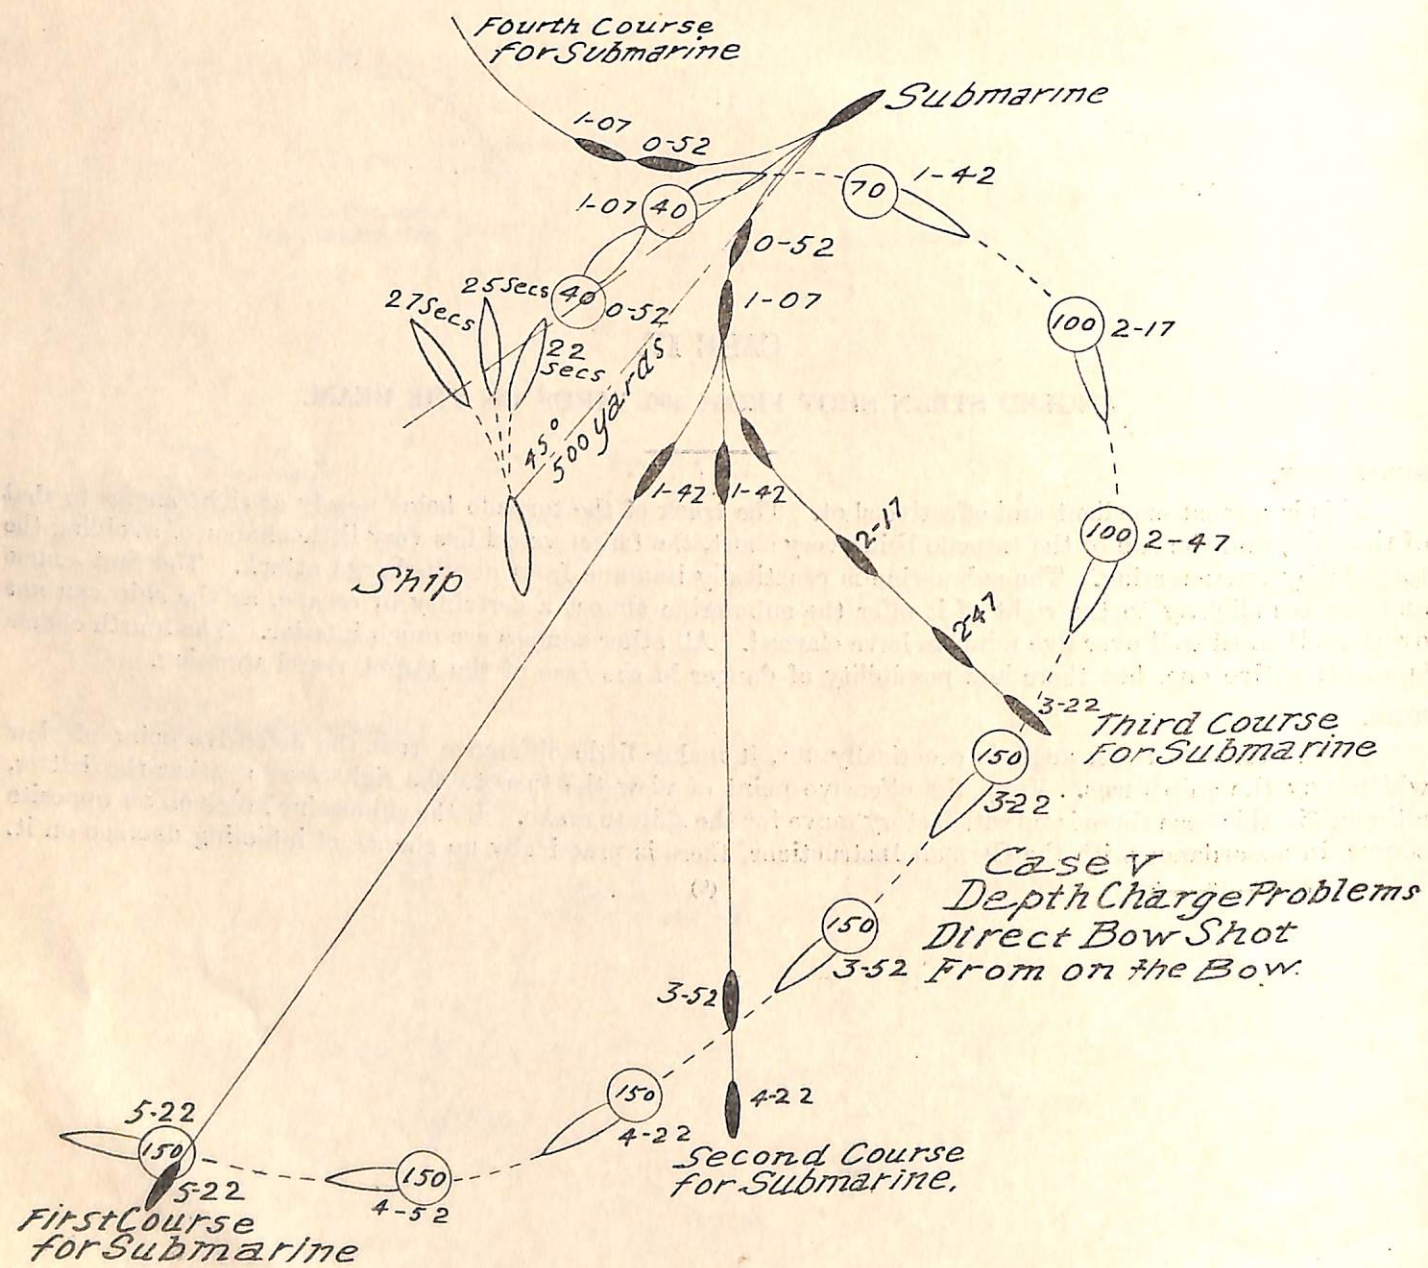 Fourth Course
for Submarine
Submarine
1-07
0-52
70
1-42
1-07
40
0-52
25 Secs
27 Secs
40
0-52
1-07
100
2-17
22
secs
45°
500 yards
1-42
1-42
2-17
100
2-47
Ship
2-47
3-22
Third Course
For Submarine
150
3-22
Case V
Depth Charge Problems
Direct Bow Shot
From on the Bow.
150
3-52
3-52
150
4-22
4-22
Second Course
for Submarine.
5-22
150
5-22
150
4-52
First Course
for Submarine